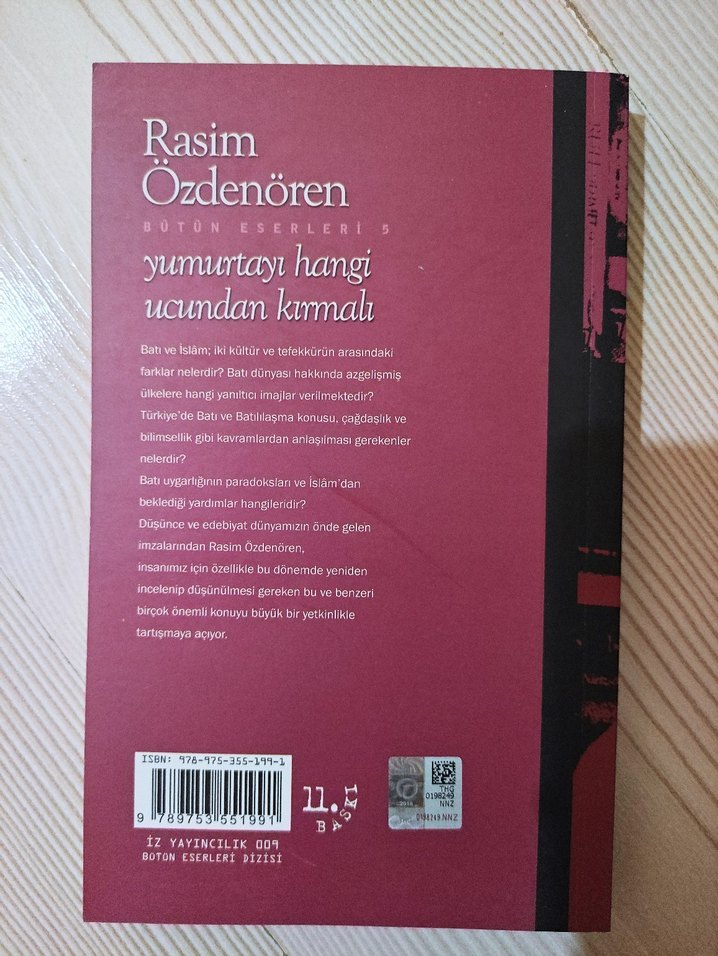 Rasim
Özdenören
BÜTÜN ESERLERİ 5
yumurtayı hangi
ucundan kırmalı
Batı ve İslâm; iki kültür ve tefekkürün arasındaki
farklar nelerdir? Batı dünyası hakkında azgelişmiş
ülkelere hangi yanıltıcı imajlar verilmektedir?
Türkiye'de Batı ve Batılılaşma konusu, çağdaşlık ve
bilimsellik gibi kavramlardan anlaşılması gerekenler
nelerdir?
Batı uygarlığının paradoksları ve İslâm'dan
beklediği yardımlar hangileridir?
Düşünce ve edebiyat dünyamızın önde gelen
imzalarından Rasim Özdenören,
insanımız için özellikle bu dönemde yeniden
incelenip düşünülmesi gereken bu ve benzeri
birçok önemli konuyu büyük bir yetkinlikle
tartışmaya açıyor.
ISBN: 978-975-355-199-1
9 789753 551991
İZ YAYINCILIK 009
BÜTÜN ESERLERİ DİZİSİ
11.
BASKI
THG
0198249
NNZ
0198249 NNZ